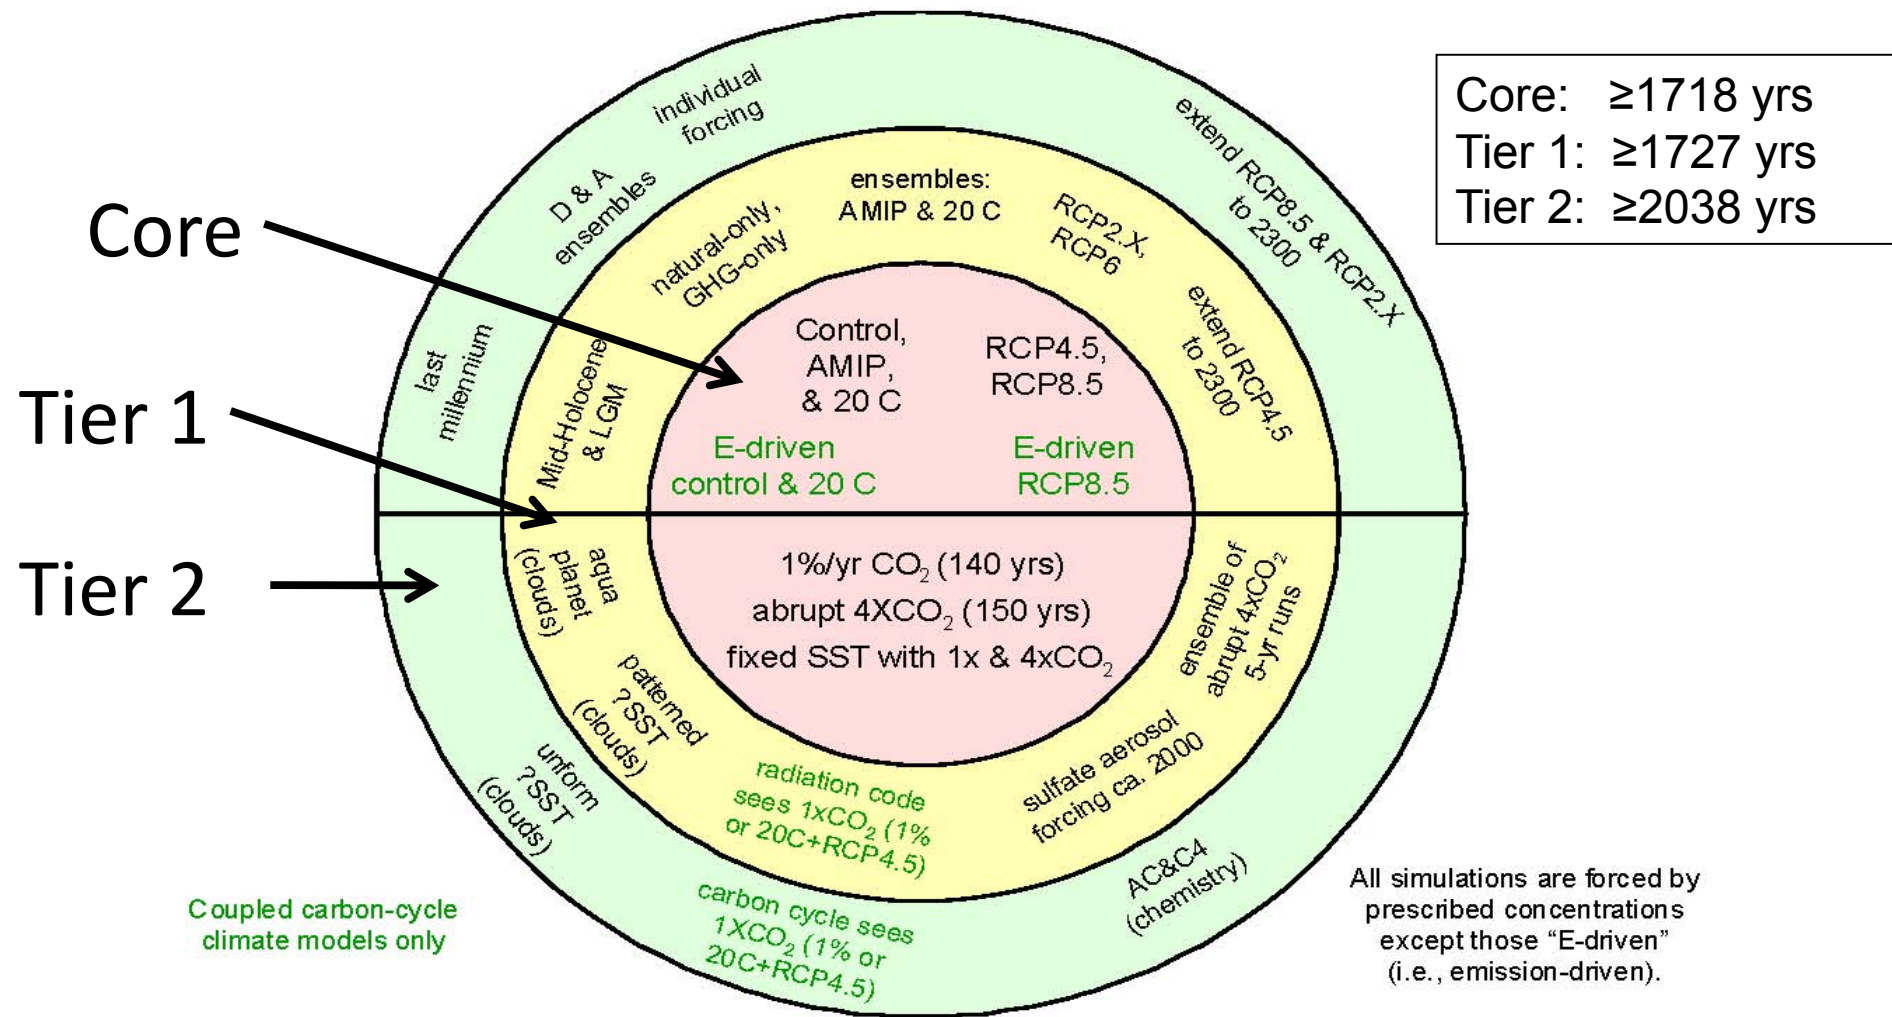 Core: ≥1718 yrs
Tier 1: ≥1727 yrs
Tier 2: ≥2038 yrs
Core
Tier 1
Tier 2
individual
forcing
D & A
ensembles
last
millennium
extend RCP8.5 & RCP2.X
to 2300
ensembles:
AMIP & 20 C
natural-only,
GHG-only
RCP2.X,
RCP6
Mid-Holocene
& LGM
extend RCP4.5
to 2300
Control,
AMIP,
& 20 C
RCP4.5,
RCP8.5
E-driven
control & 20 C
E-driven
RCP8.5
1%/yr CO₂ (140 yrs)
abrupt 4XCO₂ (150 yrs)
fixed SST with 1x & 4xCO₂
aqua
planet
(clouds)
ensemble of
abrupt 4xCO₂
5-yr runs
patterned
?SST
(clouds)
sulfate aerosol
forcing ca. 2000
radiation code
sees 1xCO₂ (1%
or 20C+RCP4.5)
unform
?SST
(clouds)
carbon cycle sees
1XCO₂ (1% or
20C+RCP4.5)
AC&C4
(chemistry)
Coupled carbon-cycle
climate models only
All simulations are forced by
prescribed concentrations
except those “E-driven”
(i.e., emission-driven).